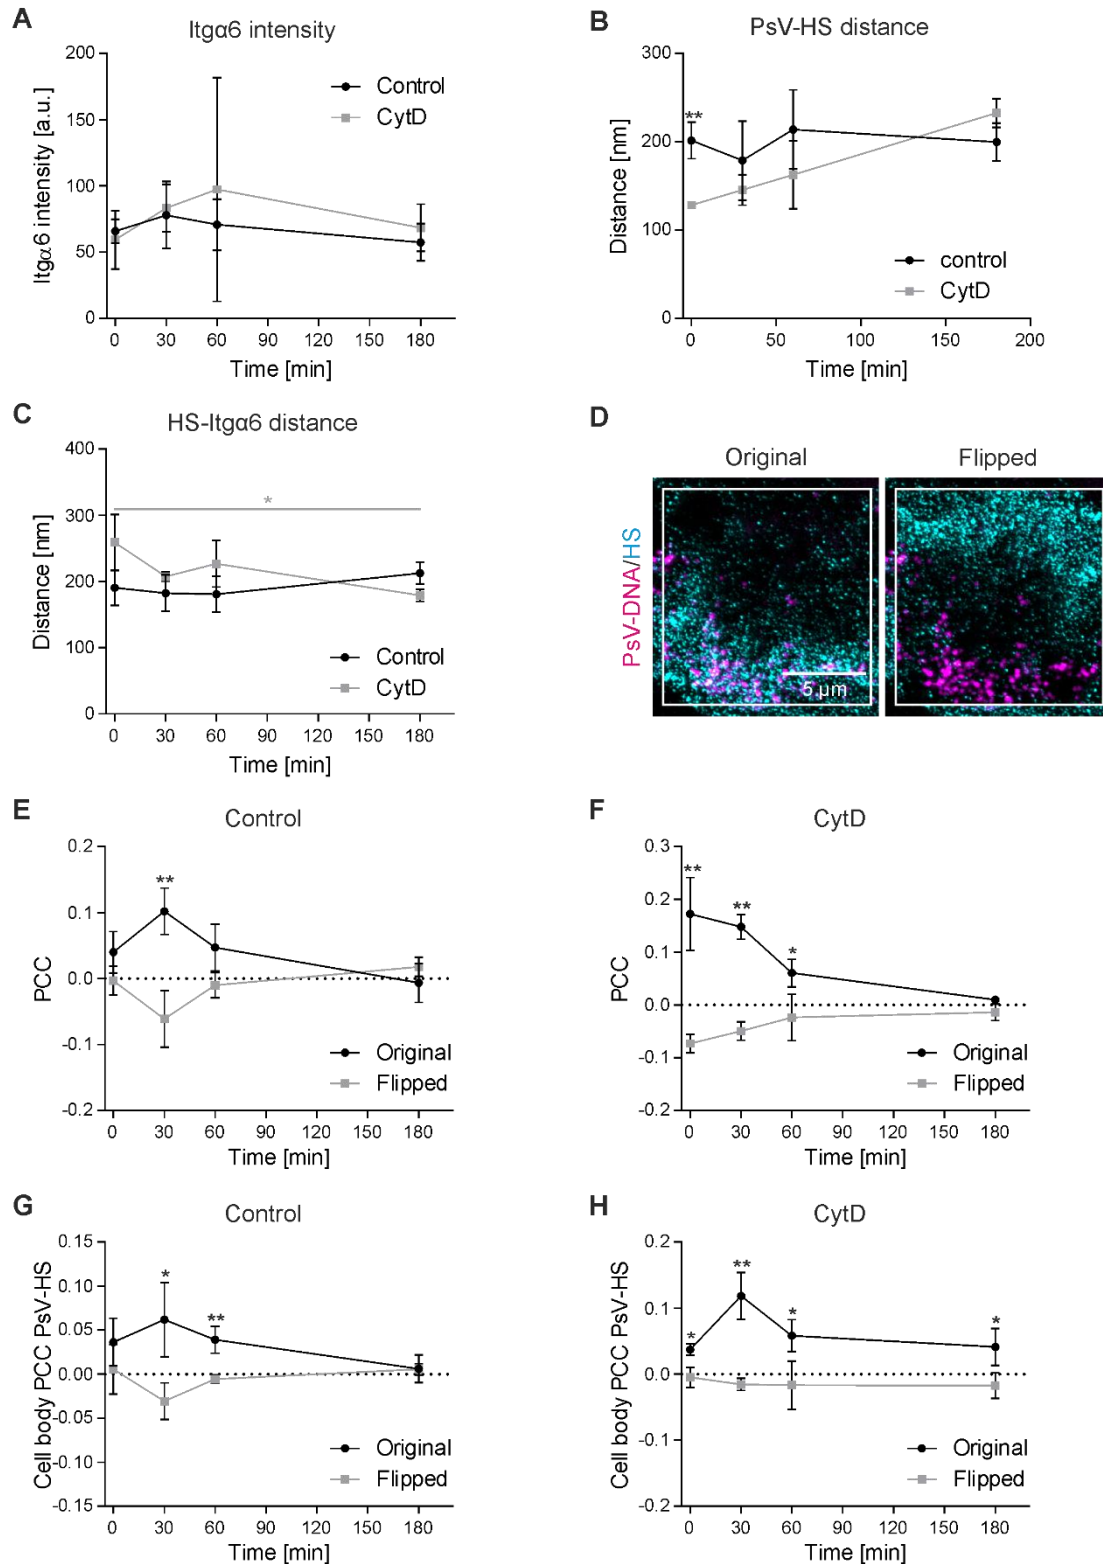 A
Itgα6 intensity
Itgα6 intensity [a.u.]
200
150
100
50
0
Control
CytD
0 30 60 90 120 150 180
Time [min]
B
PsV-HS distance
Distance [nm]
300
200
100
0
**
control
CytD
0 50 100 150 200
Time [min]
C
HS-Itgα6 distance
Distance [nm]
400
300
200
100
0
*
Control
CytD
0 30 60 90 120 150 180
Time [min]
D
Original Flipped
PsV-DNA/HS
5 µm
E
Control
PCC
0.2
0.1
0.0
-0.1
-0.2
**
Original
Flipped
0 30 60 90 120 150 180
Time [min]
F
CytD
PCC
0.3
0.2
0.1
0.0
-0.1
-0.2
** ** *
Original
Flipped
0 30 60 90 120 150 180
Time [min]
G
Control
Cell body PCC PsV-HS
0.15
0.10
0.05
0.00
-0.05
-0.10
-0.15
* **
Original
Flipped
0 30 60 90 120 150 180
Time [min]
H
CytD
Cell body PCC PsV-HS
0.2
0.1
0.0
-0.1
-0.2
* ** * *
Original
Flipped
0 30 60 90 120 150 180
Time [min]